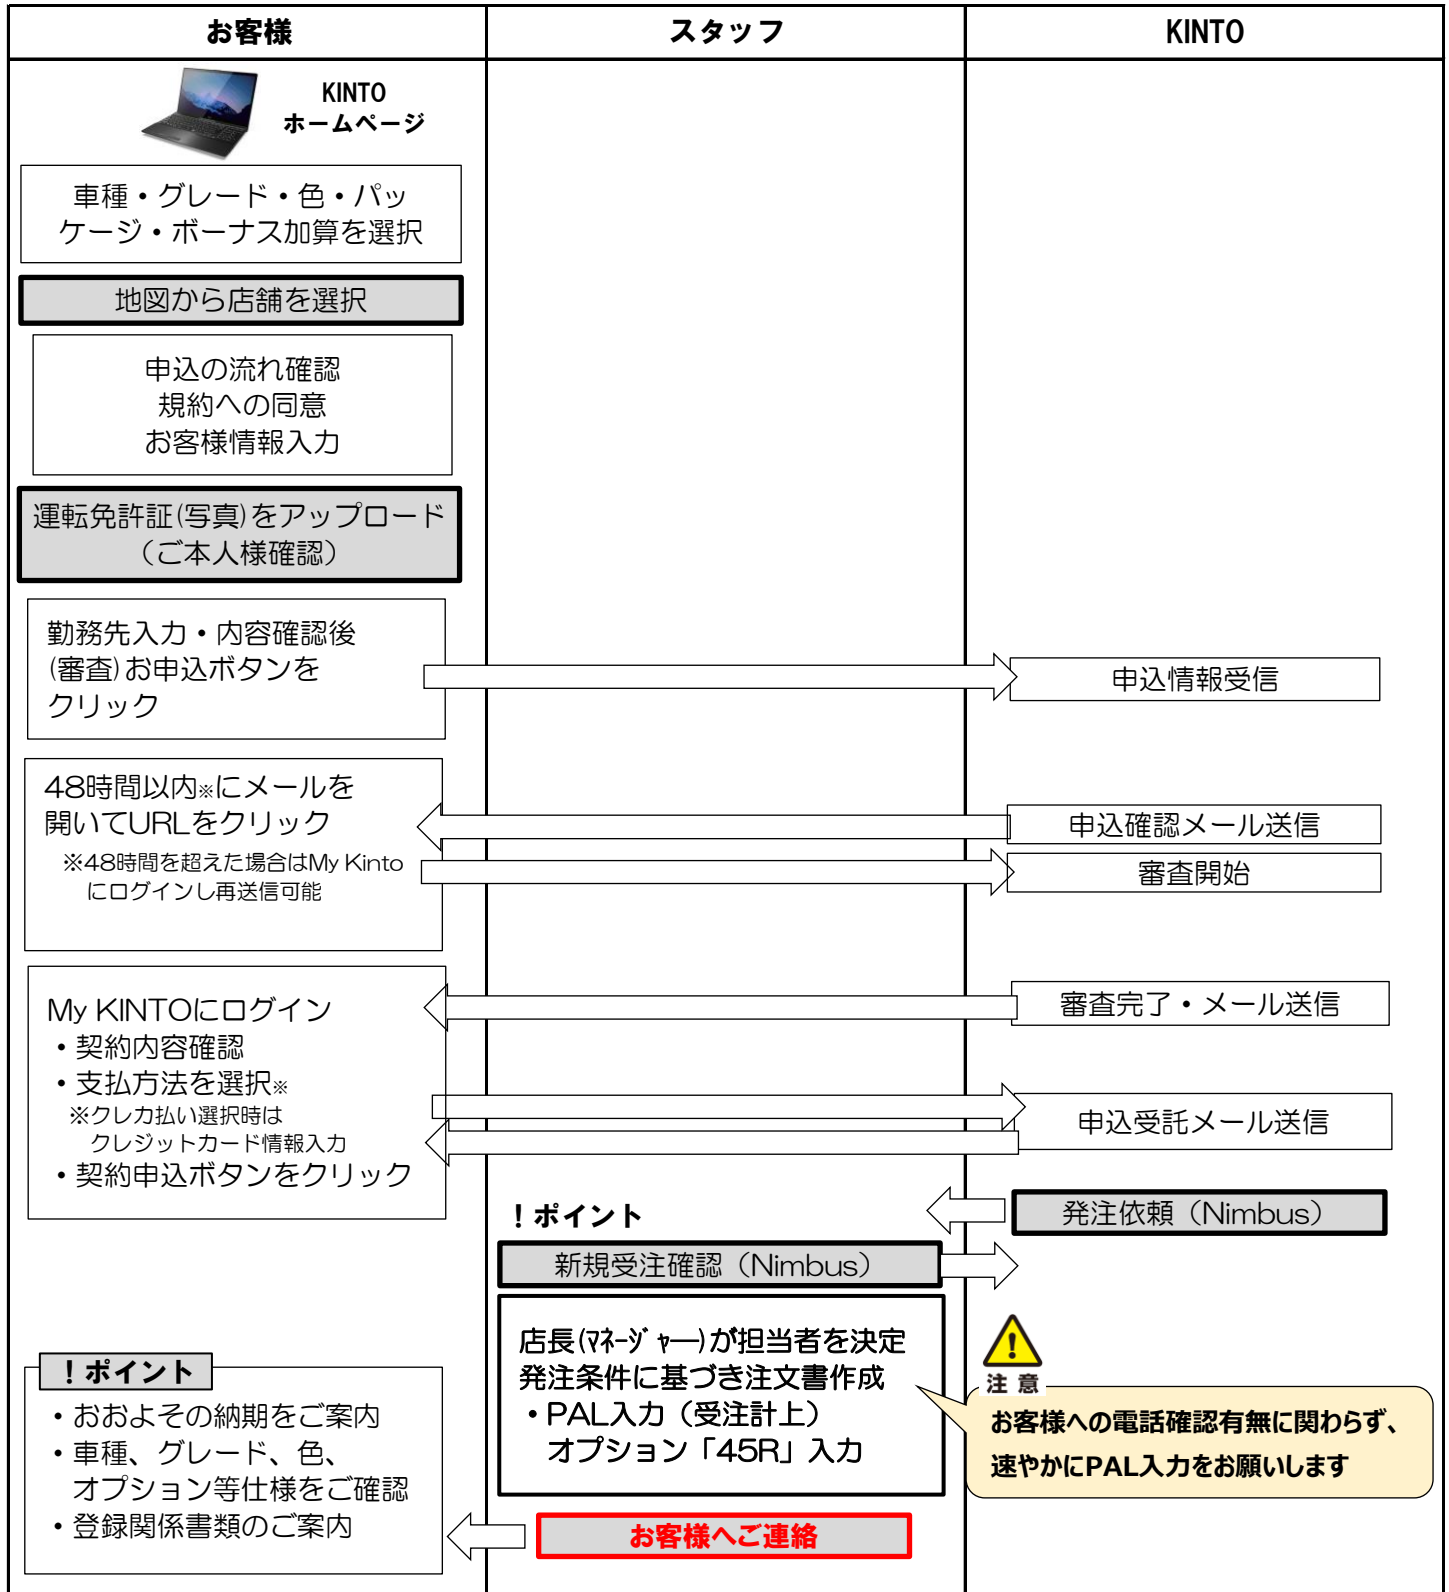 お客様
スタッフ
KINTO
KINTO
ホームページ
車種・グレード・色・パッ
ケージ・ボーナス加算を選択
地図から店舗を選択
申込の流れ確認
規約への同意
お客様情報入力
運転免許証(写真)をアップロード
（ご本人様確認）
勤務先入力・内容確認後
(審査)お申込ボタンを
クリック
申込情報受信
48時間以内※にメールを
開いてURLをクリック
※48時間を超えた場合はMy Kinto
にログインし再送信可能
申込確認メール送信
審査開始
My KINTOにログイン
・契約内容確認
・支払方法を選択※
※クレカ払い選択時は
クレジットカード情報入力
・契約申込ボタンをクリック
審査完了・メール送信
申込受託メール送信
発注依頼（Nimbus）
！ポイント
新規受注確認（Nimbus）
店長(ﾏﾈｰｼﾞｬー)が担当者を決定
発注条件に基づき注文書作成
・PAL入力（受注計上）
オプション「45R」入力
注 意
お客様への電話確認有無に関わらず、
速やかにPAL入力をお願いします
！ポイント
・おおよその納期をご案内
・車種、グレード、色、
オプション等仕様をご確認
・登録関係書類のご案内
お客様へご連絡